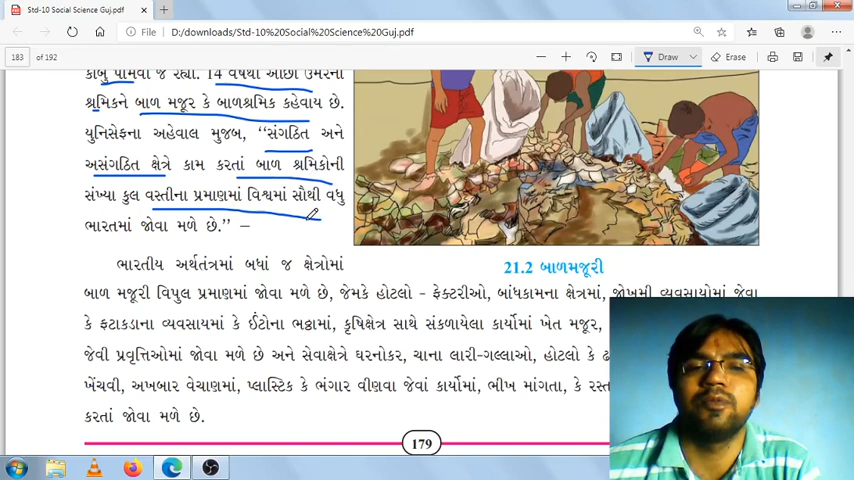 Std-10 Social Science Guj.pdf
File
D:/downloads/Std-10%20Social%20Science%20Guj.pdf
183 of 192
Draw
Erase
કાબુ પામવા જ રહ્યા. 14 વર્ષથી ઓછી ઉંમરના
શ્રમિકને બાળ મજૂર કે બાળશ્રમિક કહેવાય છે.
યુનિસેફના અહેવાલ મુજબ, “સંગઠિત અને
અસંગઠિત ક્ષેત્રે કામ કરતાં બાળ શ્રમિકોની
સંખ્યા કુલ વસ્તીના પ્રમાણમાં વિશ્વમાં સૌથી વધુ
ભારતમાં જોવા મળે છે.” –
21.2 બાળમજૂરી
ભારતીય અર્થતંત્રમાં બધાં જ ક્ષેત્રોમાં
બાળ મજૂરી વિપુલ પ્રમાણમાં જોવા મળે છે, જેમકે હોટલો - ફેક્ટરીઓ, બાંધકામના ક્ષેત્રમાં, જોખમી વ્યવસાયોમાં જેવા
કે ફટાકડાના વ્યવસાયમાં કે ઈંટોના ભઠ્ઠામાં, કૃષિક્ષેત્ર સાથે સંકળાયેલા કાર્યોમાં ખેત મજૂર,
જેવી પ્રવૃત્તિઓમાં જોવા મળે છે અને સેવાક્ષેત્રે ઘરનોકર, ચાના લારી-ગલ્લાઓ, હોટલો કે
ખેંચવી, અખબાર વેચાણમાં, પ્લાસ્ટિક કે ભંગાર વીણવા જેવાં કાર્યોમાં, ભીખ માંગતા, કે
કરતાં જોવા મળે છે.
179